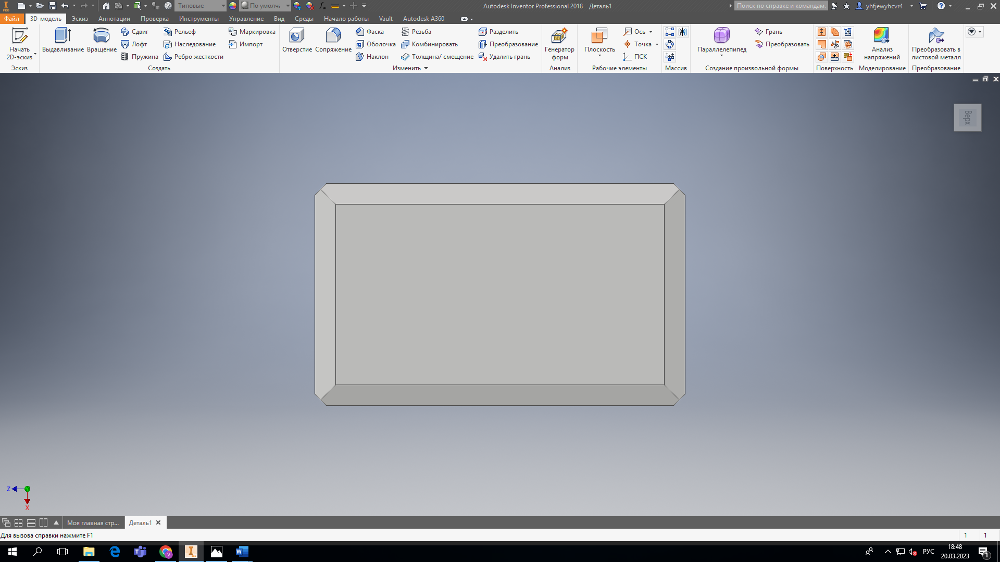 Типовые По умолча Autodesk Inventor Professional 2018 Деталь1 Поиск по справке и командам. yhfjewyhcvr4
Файл 3D-модель Эскиз Аннотации Проверка Инструменты Управление Вид Среды Начало работы Vault Autodesk A360
Начать 2D-эскиз
Эскиз
Выдавливание
Вращение
Сдвиг
Лофт
Пружина
Рельеф
Наследование
Ребро жесткости
Маркировка
Импорт
Создать
Отверстие
Сопряжение
Фаска
Оболочка
Наклон
Резьба
Комбинировать
Толщина/ смещение
Разделить
Преобразование
Удалить грань
Изменить
Генератор
форм
Анализ
Плоскость
Ось
Точка
ПСК
Рабочие элементы
Массив
Параллелепипед
Грань
Преобразовать
Создание произвольной формы
Поверхность
Анализ
напряжений
Моделирование
Преобразовать в
листовой металл
Преобразование
Верх
Z
X
Моя главная стр... Деталь1
Для вызова справки нажмите F1 1 1
РУС
18:48
20.03.2023
1